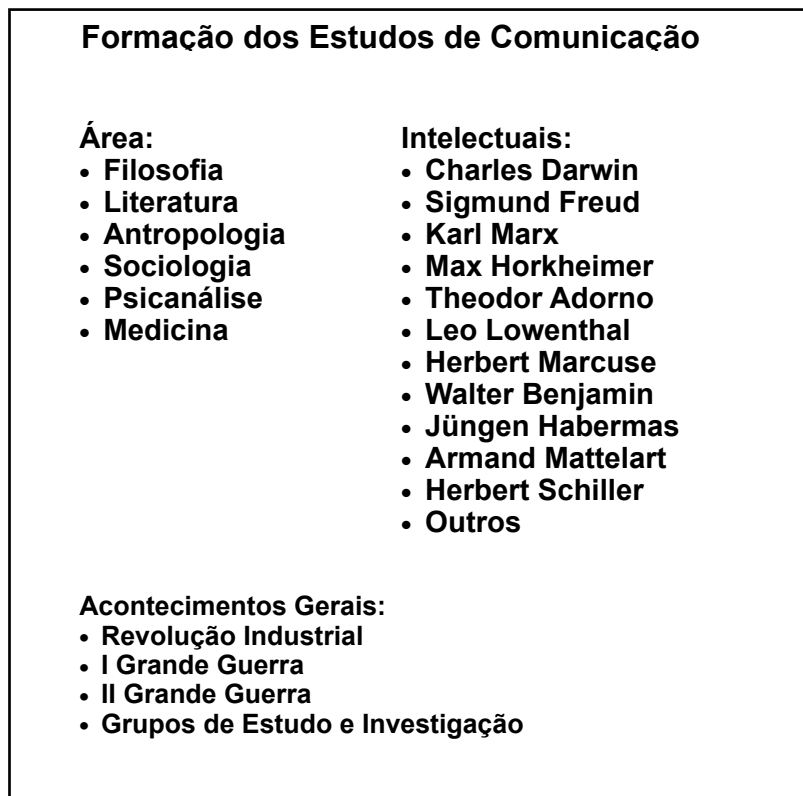 Formação dos Estudos de Comunicação
Área:
• Filosofia
• Literatura
• Antropologia
• Sociologia
• Psicanálise
• Medicina
Intelectuais:
• Charles Darwin
• Sigmund Freud
• Karl Marx
• Max Horkheimer
• Theodor Adorno
• Leo Lowenthal
• Herbert Marcuse
• Walter Benjamin
• Jüngen Habermas
• Armand Mattelart
• Herbert Schiller
• Outros
Acontecimentos Gerais:
• Revolução Industrial
• I Grande Guerra
• II Grande Guerra
• Grupos de Estudo e Investigação